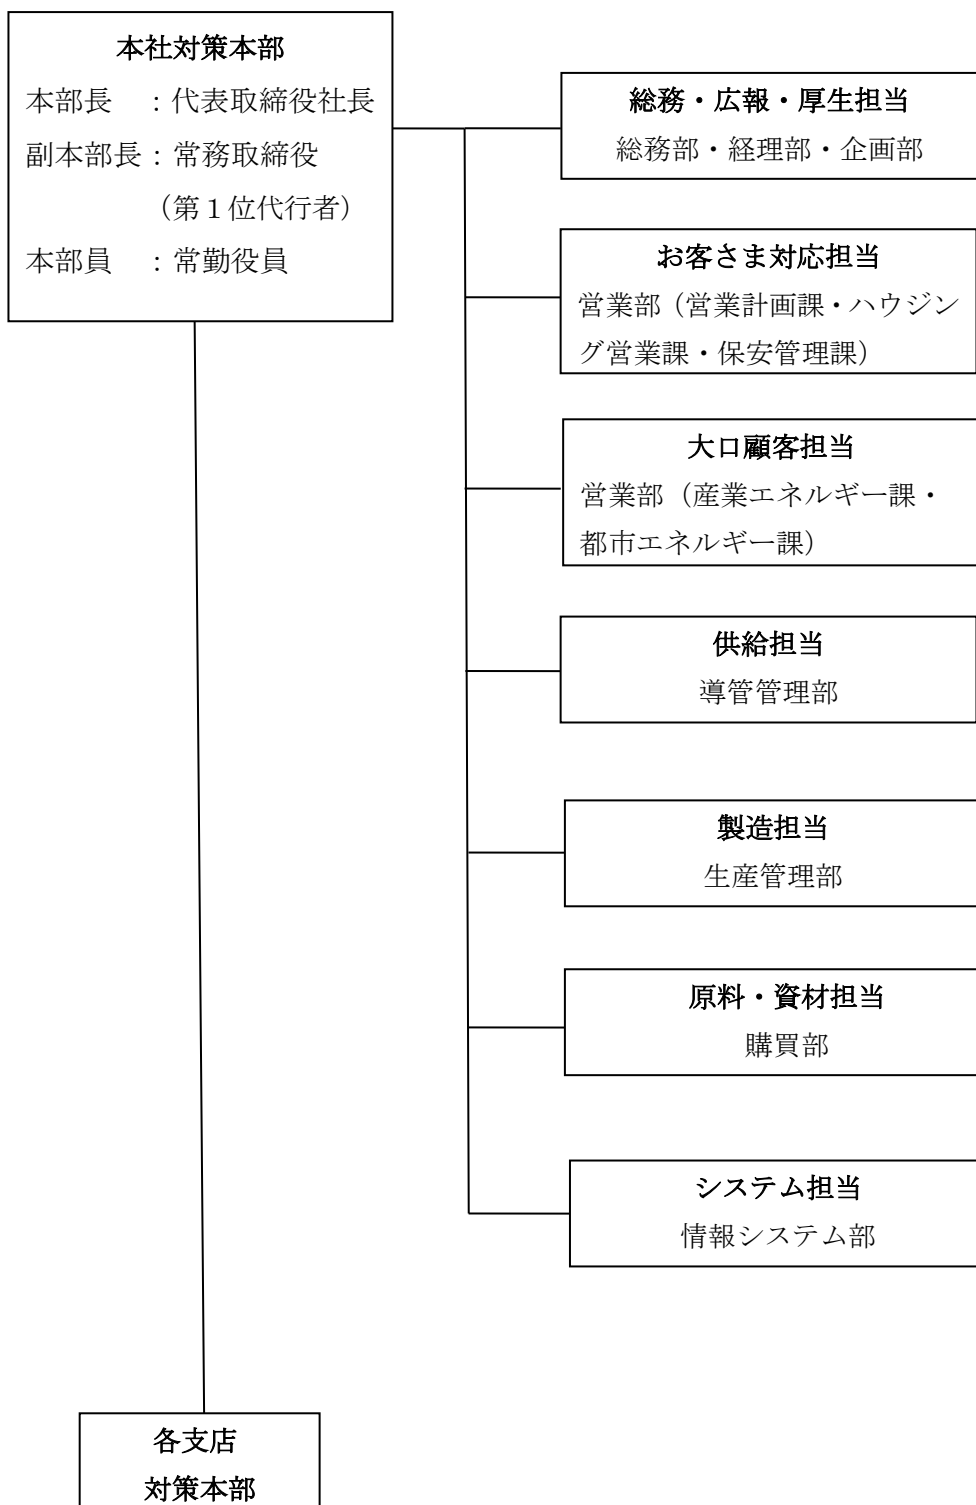 本社対策本部
本部長　：代表取締役社長
副本部長：常務取締役
（第１位代行者）
本部員　：常勤役員
総務・広報・厚生担当
総務部・経理部・企画部
お客さま対応担当
営業部（営業計画課・ハウジン
グ営業課・保安管理課）
大口顧客担当
営業部（産業エネルギー課・
都市エネルギー課）
供給担当
導管管理部
製造担当
生産管理部
原料・資材担当
購買部
システム担当
情報システム部
各支店
対策本部